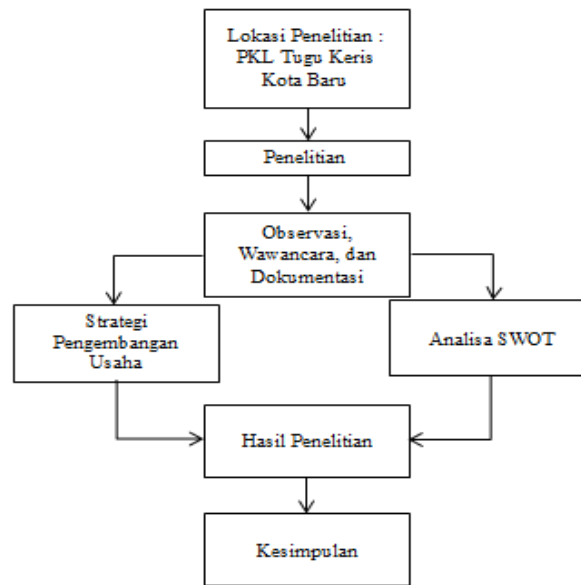 Lokasi Penelitian :
PKL Tugu Keris
Kota Baru
Penelitian
Observasi,
Wawancara, dan
Dokumentasi
Strategi
Pengembangan
Usaha
Analisa SWOT
Hasil Penelitian
Kesimpulan